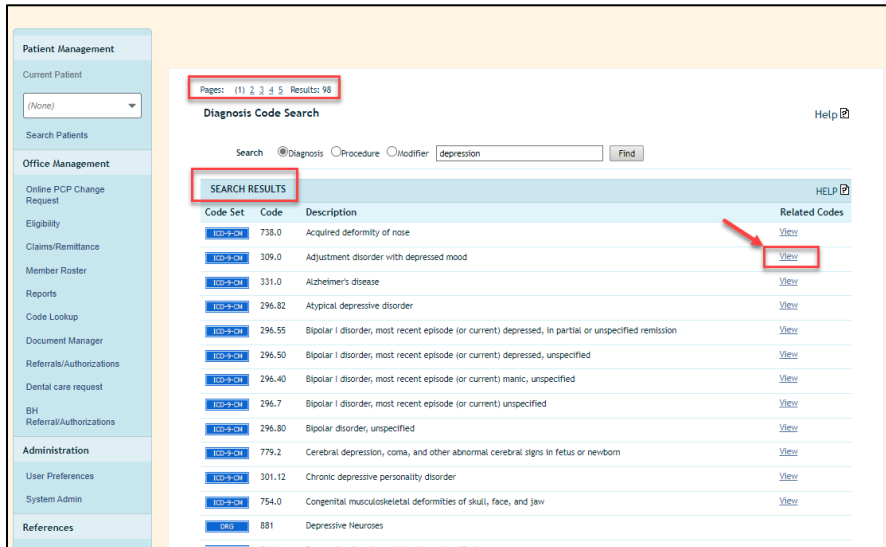 Patient Management
Current Patient
(None)
Search Patients
Office Management
Online PCP Change
Request
Eligibility
Claims/Remittance
Member Roster
Reports
Code Lookup
Document Manager
Referrals/Authorizations
Dental care request
BH
Referral/Authorizations
Administration
User Preferences
System Admin
References
Pages: (1) 2 3 4 5 Results: 98
Diagnosis Code Search Help
Search Diagnosis Procedure Modifier depression Find
SEARCH RESULTS HELP
Code Set Code Description Related Codes
ICD-9-CM 738.0 Acquired deformity of nose View
ICD-9-CM 309.0 Adjustment disorder with depressed mood View
ICD-9-CM 331.0 Alzheimer's disease View
ICD-9-CM 296.82 Atypical depressive disorder View
ICD-9-CM 296.55 Bipolar I disorder, most recent episode (or current) depressed, in partial or unspecified remission View
ICD-9-CM 296.50 Bipolar I disorder, most recent episode (or current) depressed, unspecified View
ICD-9-CM 296.40 Bipolar I disorder, most recent episode (or current) manic, unspecified View
ICD-9-CM 296.7 Bipolar I disorder, most recent episode (or current) unspecified View
ICD-9-CM 296.80 Bipolar disorder, unspecified View
ICD-9-CM 779.2 Cerebral depression, coma, and other abnormal cerebral signs in fetus or newborn View
ICD-9-CM 301.12 Chronic depressive personality disorder View
ICD-9-CM 754.0 Congenital musculoskeletal deformities of skull, face, and jaw View
DRG 881 Depressive Neuroses